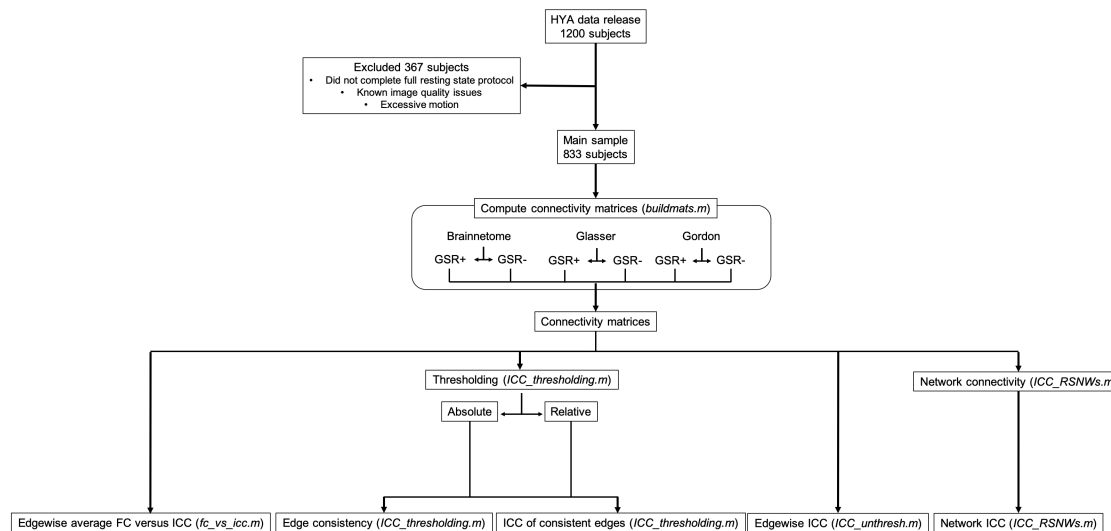 HYA data release
1200 subjects
Excluded 367 subjects
• Did not complete full resting state protocol
• Known image quality issues
• Excessive motion
Main sample
833 subjects
Compute connectivity matrices (buildmats.m)
Brainnetome Glasser Gordon
GSR+ GSR- GSR+ GSR- GSR+ GSR-
Connectivity matrices
Thresholding (ICC_thresholding.m)
Network connectivity (ICC_RSNWs.m
Absolute Relative
Edgewise average FC versus ICC (fc_vs_icc.m)
Edge consistency (ICC_thresholding.m)
ICC of consistent edges (ICC_thresholding.m)
Edgewise ICC (ICC_unthresh.m)
Network ICC (ICC_RSNWs.m)